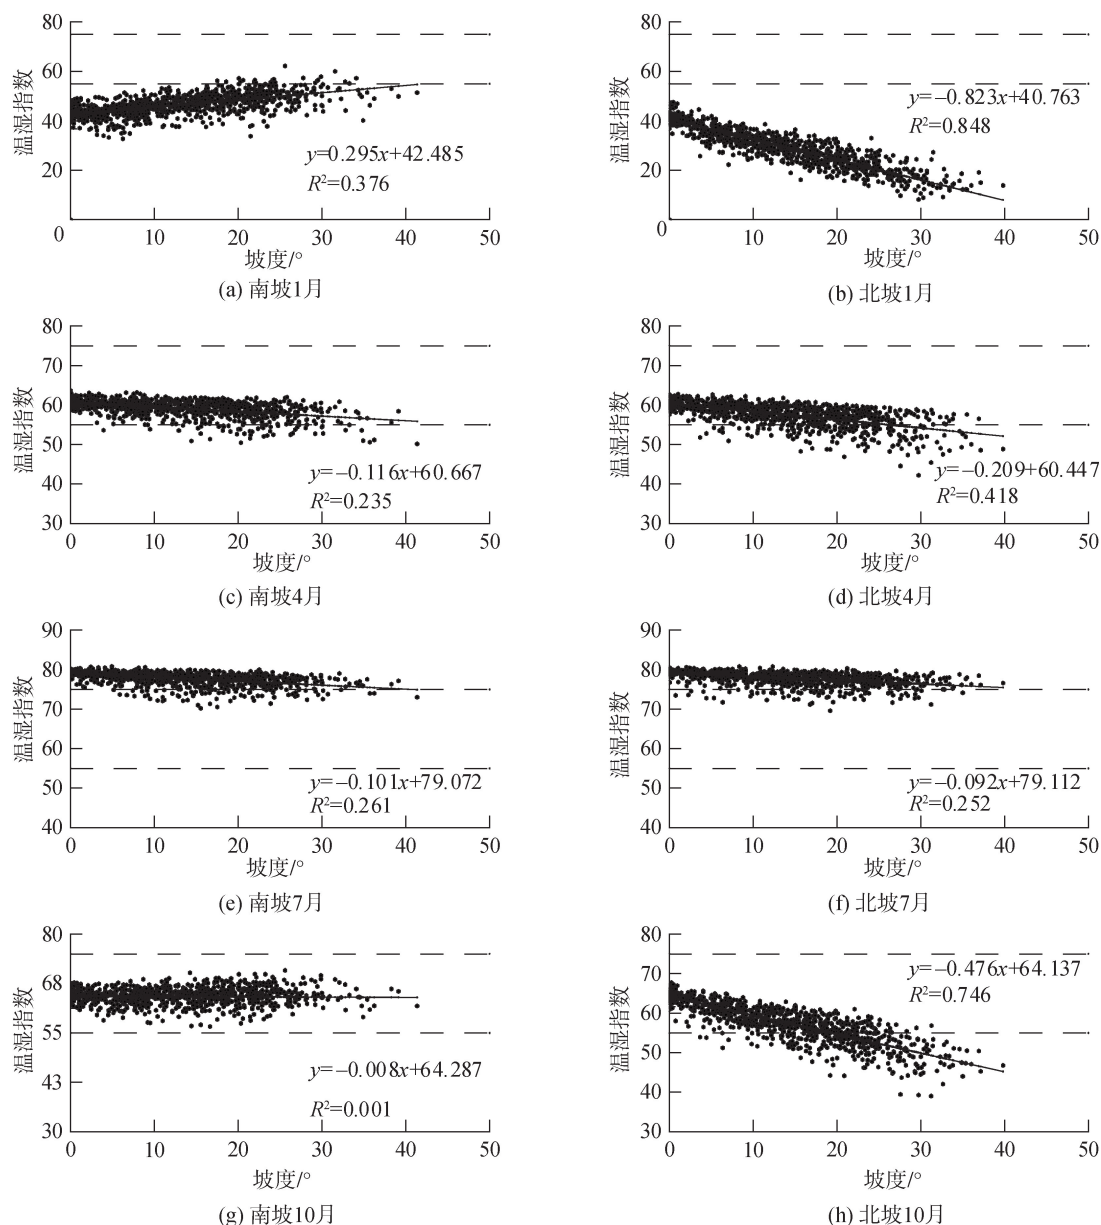 80
60
40
20
0
温湿指数
y=0.295x+42.485
R²=0.376
10 20 30 40 50
坡度/°
(a) 南坡1月
80
60
40
20
0
温湿指数
y=–0.823x+40.763
R²=0.848
10 20 30 40 50
坡度/°
(b) 北坡1月
80
70
60
50
40
30
温湿指数
y=–0.116x+60.667
R²=0.235
0 10 20 30 40 50
坡度/°
(c) 南坡4月
80
70
60
50
40
30
温湿指数
y=–0.209+60.447
R²=0.418
0 10 20 30 40 50
坡度/°
(d) 北坡4月
90
80
70
60
50
40
温湿指数
y=–0.101x+79.072
R²=0.261
0 10 20 30 40 50
坡度/°
(e) 南坡7月
90
80
70
60
50
40
温湿指数
y=–0.092x+79.112
R²=0.252
0 10 20 30 40 50
坡度/°
(f) 北坡7月
80
68
55
43
30
温湿指数
y=–0.008x+64.287
R²=0.001
0 10 20 30 40 50
坡度/°
(g) 南坡10月
80
70
60
50
40
30
温湿指数
y=–0.476x+64.137
R²=0.746
0 10 20 30 40 50
坡度/°
(h) 北坡10月